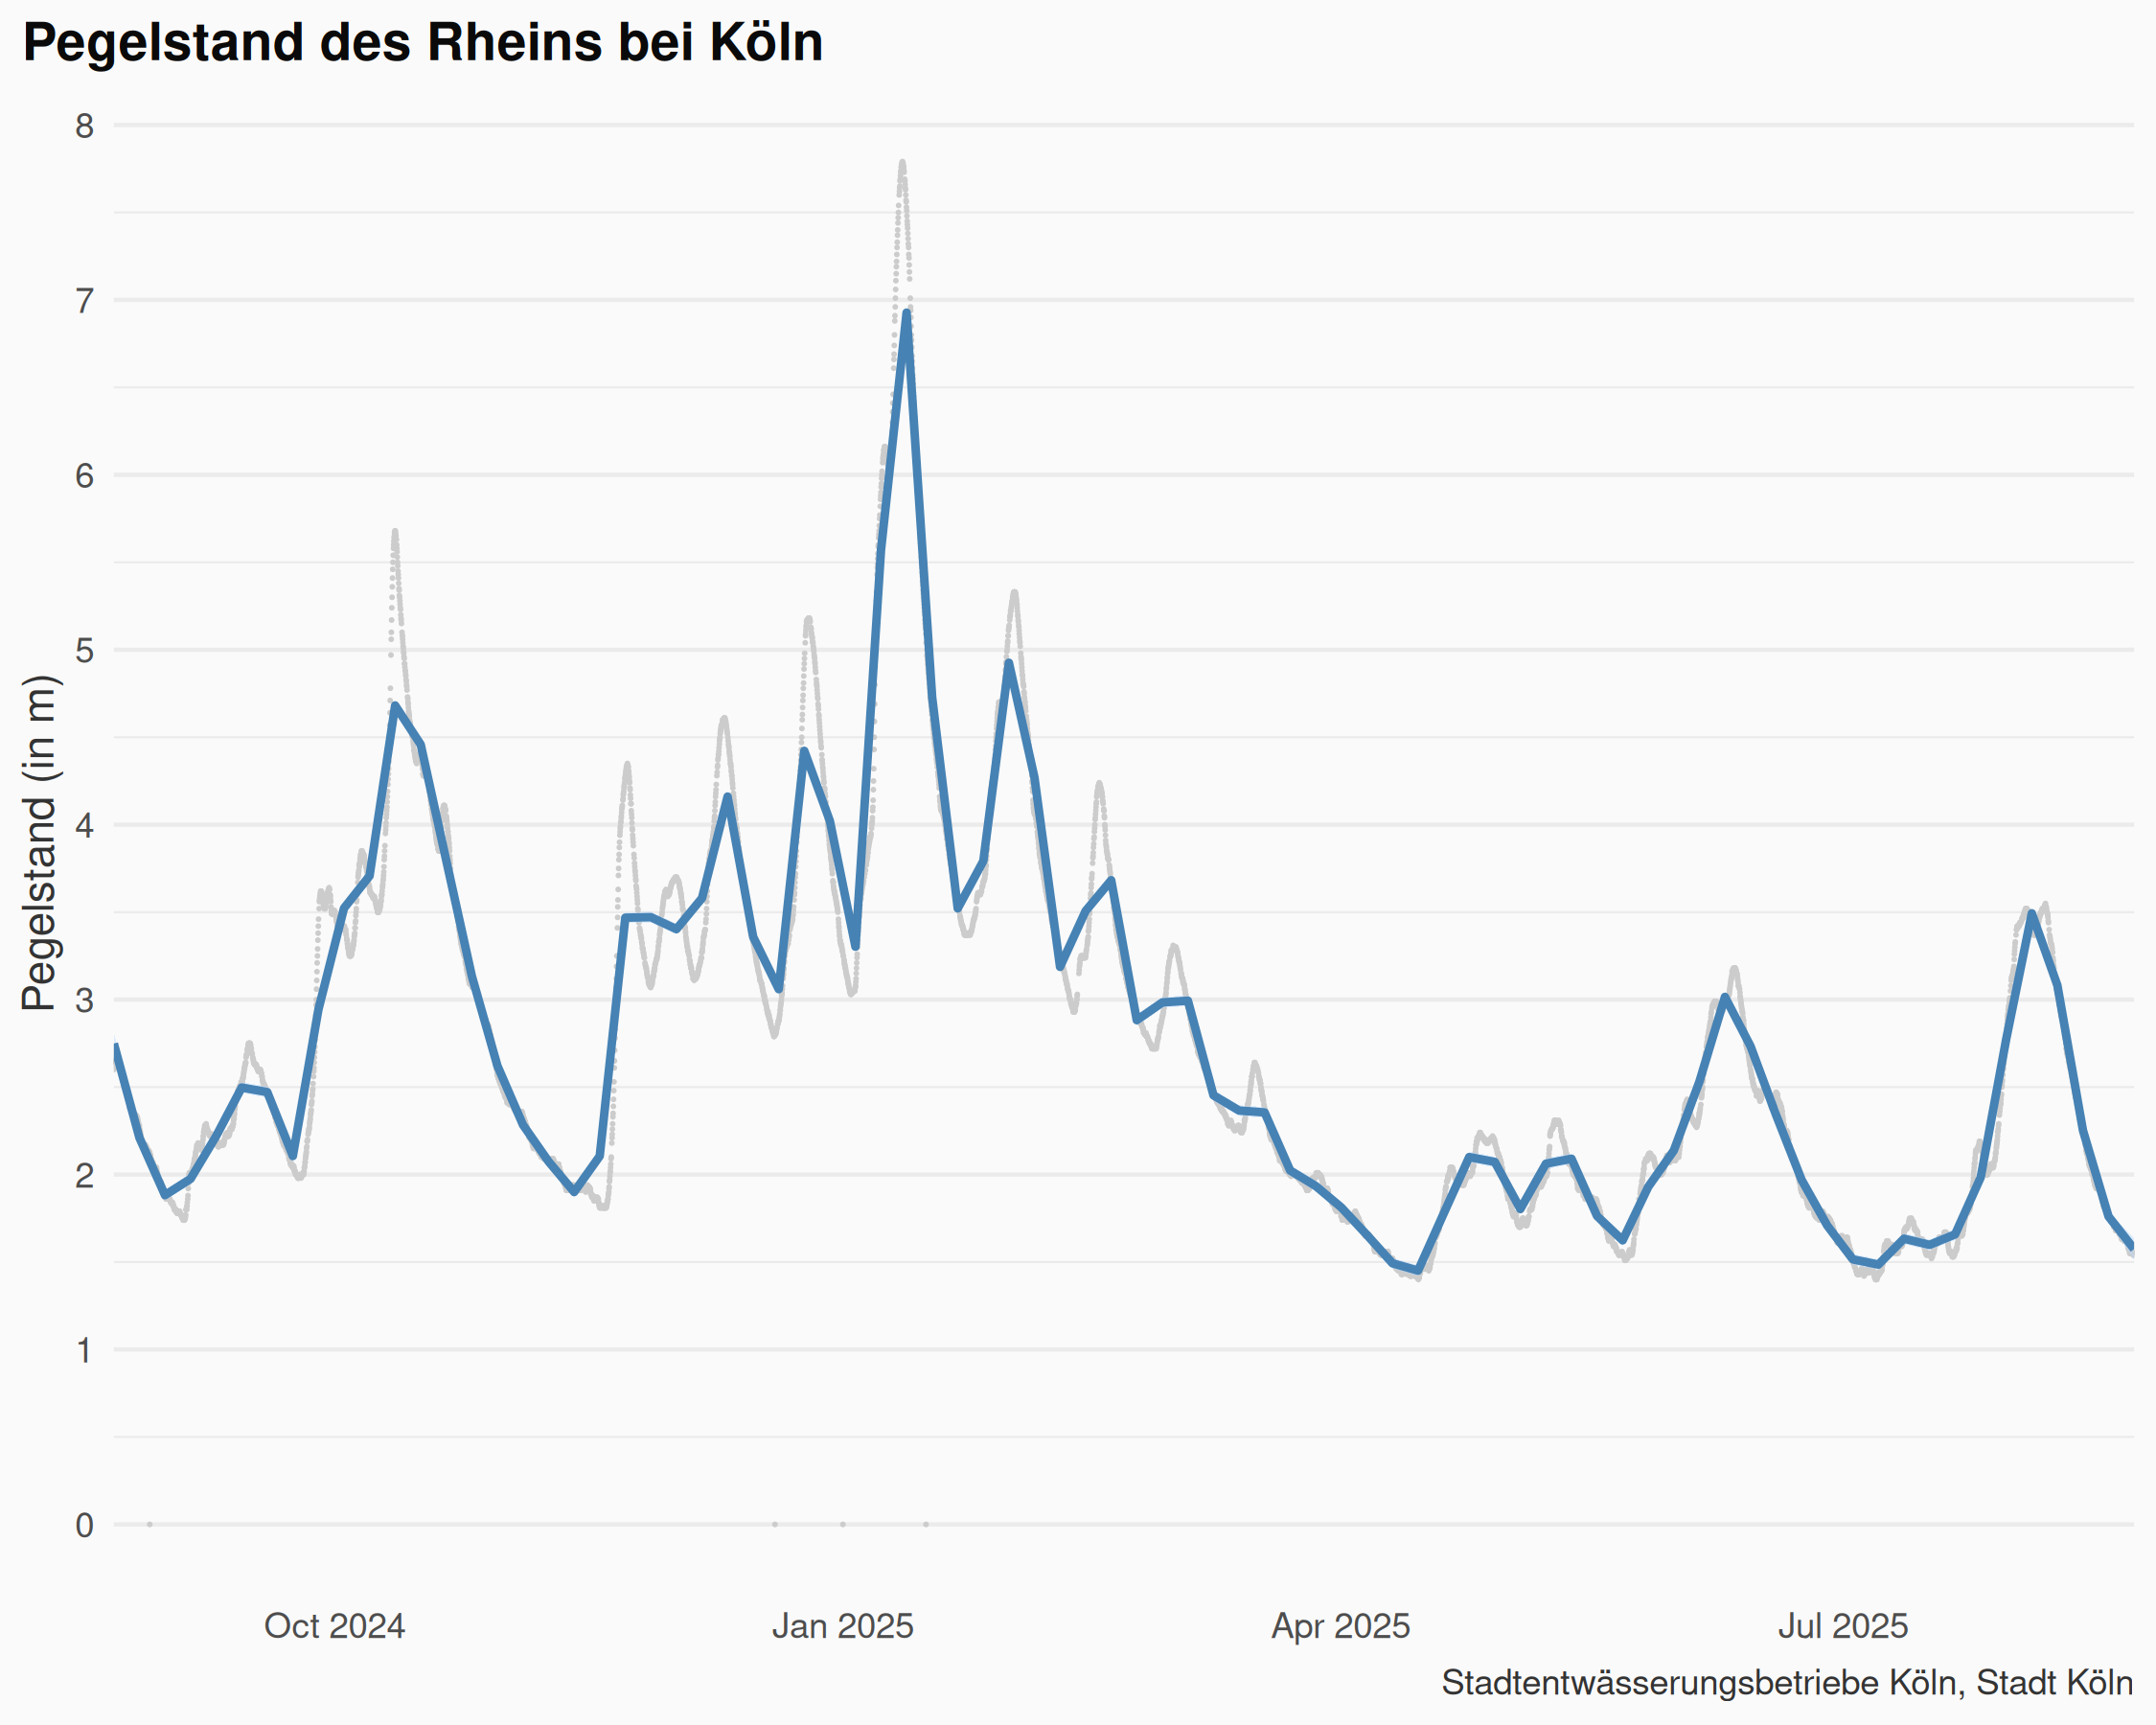 Pegelstand des Rheins bei Köln
8
7
6
5
4
3
2
1
0
Pegelstand (in m)
Oct 2024 Jan 2025 Apr 2025 Jul 2025
Stadtentwässerungsbetriebe Köln, Stadt Köln